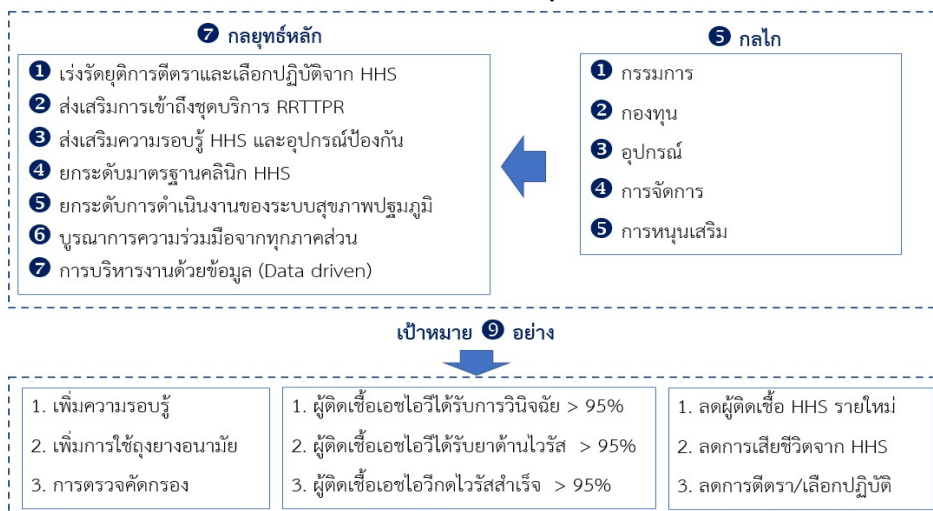 ❼ กลยุทธ์หลัก
❶ เร่งรัดยุติการตีตราและเลือกปฏิบัติจาก HHS
❷ ส่งเสริมการเข้าถึงชุดบริการ RRTTPR
❸ ส่งเสริมความรอบรู้ HHS และอุปกรณ์ป้องกัน
❹ ยกระดับมาตรฐานคลินิก HHS
❺ ยกระดับการดำเนินงานของระบบสุขภาพปฐมภูมิ
❻ บูรณาการความร่วมมือจากทุกภาคส่วน
❼ การบริหารงานด้วยข้อมูล (Data driven)
❺ กลไก
❶ กรรมการ
❷ กองทุน
❸ อุปกรณ์
❹ การจัดการ
❺ การหนุนเสริม
เป้าหมาย ❾ อย่าง
1. เพิ่มความรอบรู้
2. เพิ่มการใช้ถุงยางอนามัย
3. การตรวจคัดกรอง
1. ผู้ติดเชื้อเอชไอวีได้รับการวินิจฉัย > 95%
2. ผู้ติดเชื้อเอชไอวีได้รับยาต้านไวรัส > 95%
3. ผู้ติดเชื้อเอชไอวีกดไวรัสสำเร็จ > 95%
1. ลดผู้ติดเชื้อ HHS รายใหม่
2. ลดการเสียชีวิตจาก HHS
3. ลดการตีตรา/เลือกปฏิบัติ